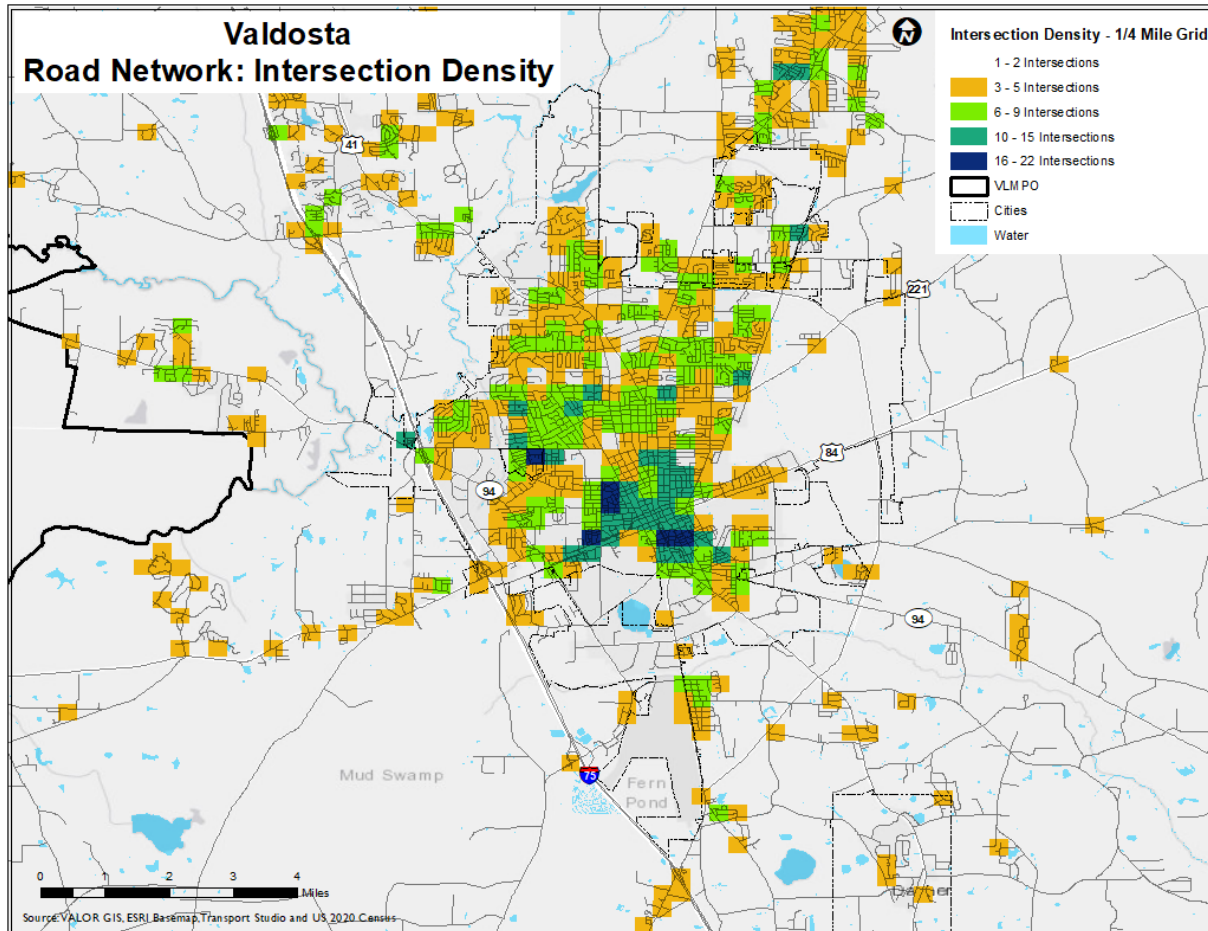 Valdosta
Road Network: Intersection Density
N
Intersection Density - 1/4 Mile Grid
1 - 2 Intersections
3 - 5 Intersections
6 - 9 Intersections
10 - 15 Intersections
16 - 22 Intersections
VLMPO
Cities
Water
41
221
84
94
94
Mud Swamp
75
Fern
Pond
0 1 2 3 4
Miles
Source: VALOR GIS, ESRI Basemap, Transport Studio and US 2020 Census